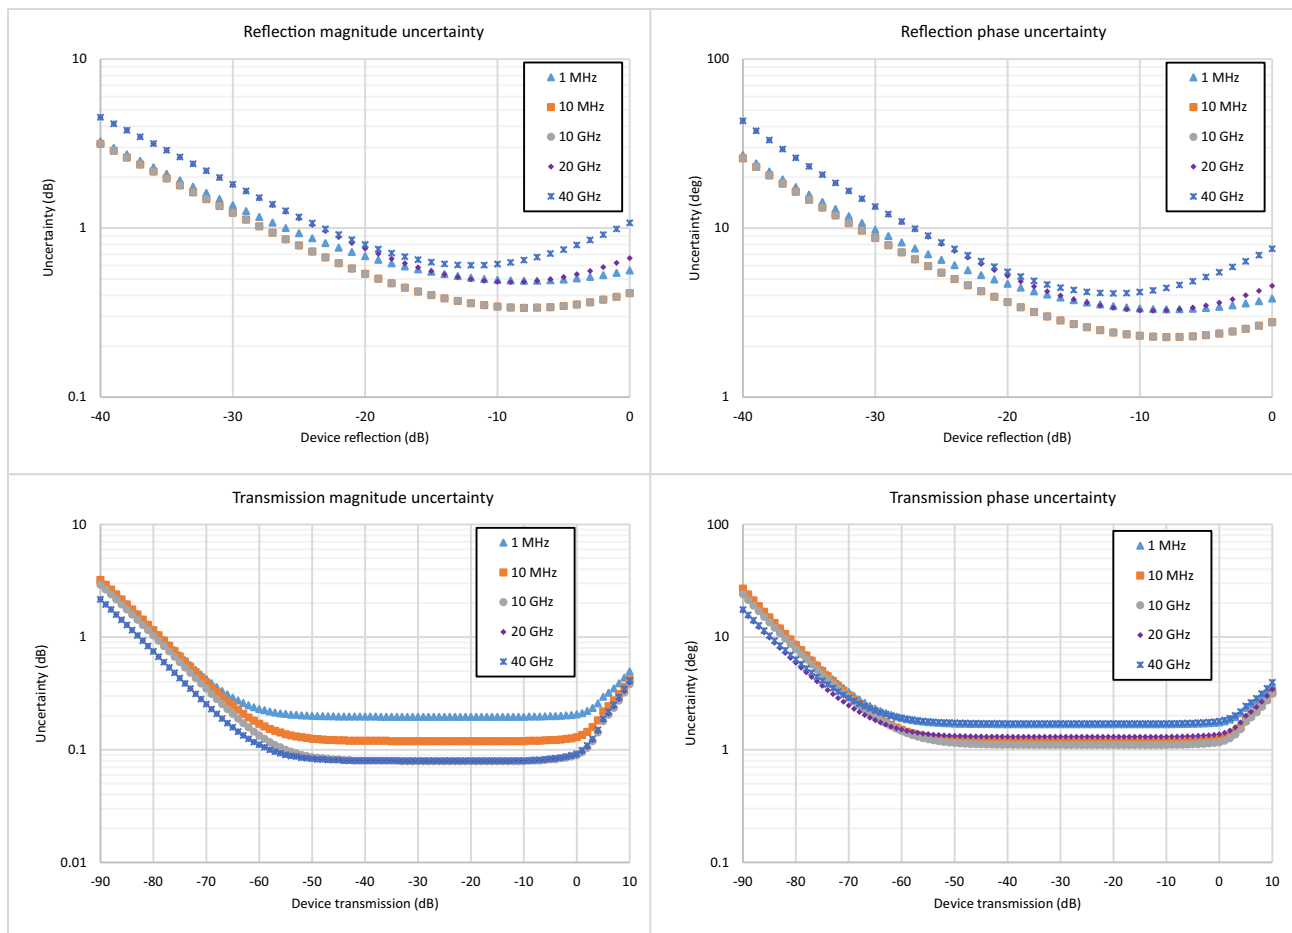 Reflection magnitude uncertainty
10
1
0.1
Uncertainty (dB)
-40 -30 -20 -10 0
Device reflection (dB)
1 MHz
10 MHz
10 GHz
20 GHz
40 GHz
Reflection phase uncertainty
100
10
1
Uncertainty (deg)
-40 -30 -20 -10 0
Device reflection (dB)
1 MHz
10 MHz
10 GHz
20 GHz
40 GHz
Transmission magnitude uncertainty
10
1
0.1
0.01
Uncertainty (dB)
-90 -80 -70 -60 -50 -40 -30 -20 -10 0 10
Device transmission (dB)
1 MHz
10 MHz
10 GHz
20 GHz
40 GHz
Transmission phase uncertainty
100
10
1
0.1
Uncertainty (deg)
-90 -80 -70 -60 -50 -40 -30 -20 -10 0 10
Device transmission (dB)
1 MHz
10 MHz
10 GHz
20 GHz
40 GHz